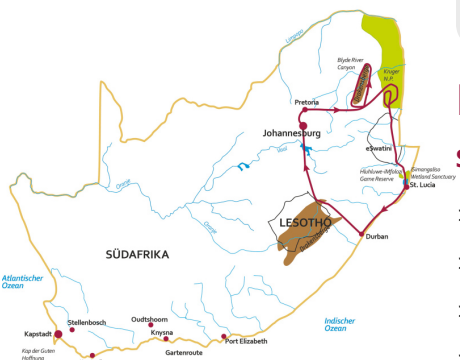 Limpopo
Blyde River
Canyon
Kruger
N.P.
Drakensberge
Pretoria
Johannesburg
Vaal
eSwatini
Hluhluwe-iMfolozi
Game Reserve
iSimangaliso
Wetland Sanctuary
St. Lucia
Oranje
Oranje
LESOTHO
Drakensberge
Durban
SÜDAFRIKA
Atlantischer
Ozean
Indischer
Ozean
Stellenbosch
Oudtshoorn
Kapstadt
Knysna
Port Elizabeth
Kap der Guten
Hoffnung
Gartenroute